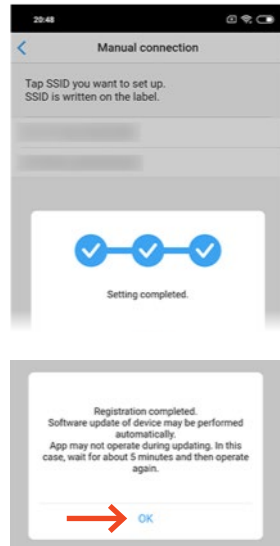 20:48
Manual connection
Tap SSID you want to set up.
SSID is written on the label.
Setting completed.
Registration completed.
Software update of device may be performed
automatically.
App may not operate during updating. In this
case, wait for about 5 minutes and then operate
again.
OK